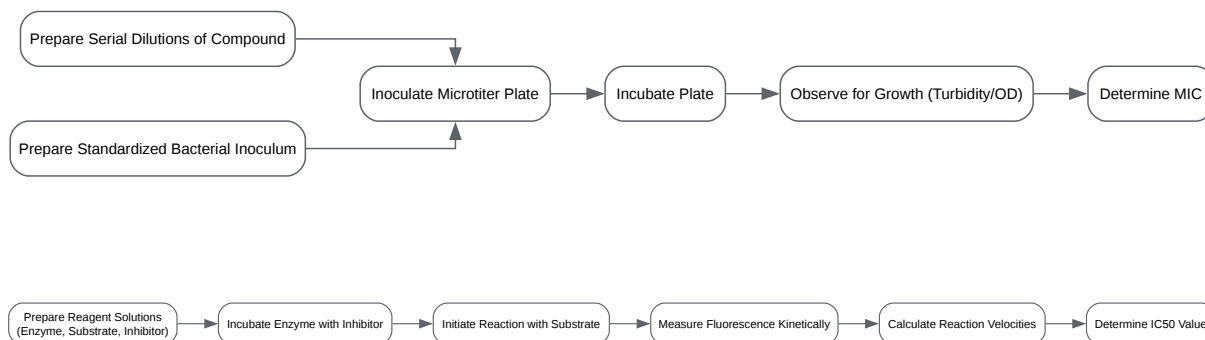 Prepare Serial Dilutions of Compound
Inoculate Microtiter Plate
Incubate Plate
Observe for Growth (Turbidity/OD)
Determine MIC
Prepare Standardized Bacterial Inoculum
Prepare Reagent Solutions
(Enzyme, Substrate, Inhibitor)
Incubate Enzyme with Inhibitor
Initiate Reaction with Substrate
Measure Fluorescence Kinetically
Calculate Reaction Velocities
Determine IC50 Value